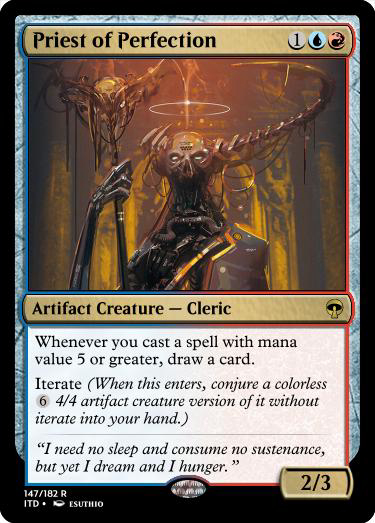 Priest of Perfection 1
Artifact Creature — Cleric
Whenever you cast a spell with mana
value 5 or greater, draw a card.
Iterate (When this enters, conjure a colorless
6 4/4 artifact creature version of it without
iterate into your hand.)
“I need no sleep and consume no sustenance,
but yet I dream and I hunger.”
2/3
147/182 R
ITD • ESUTHIO